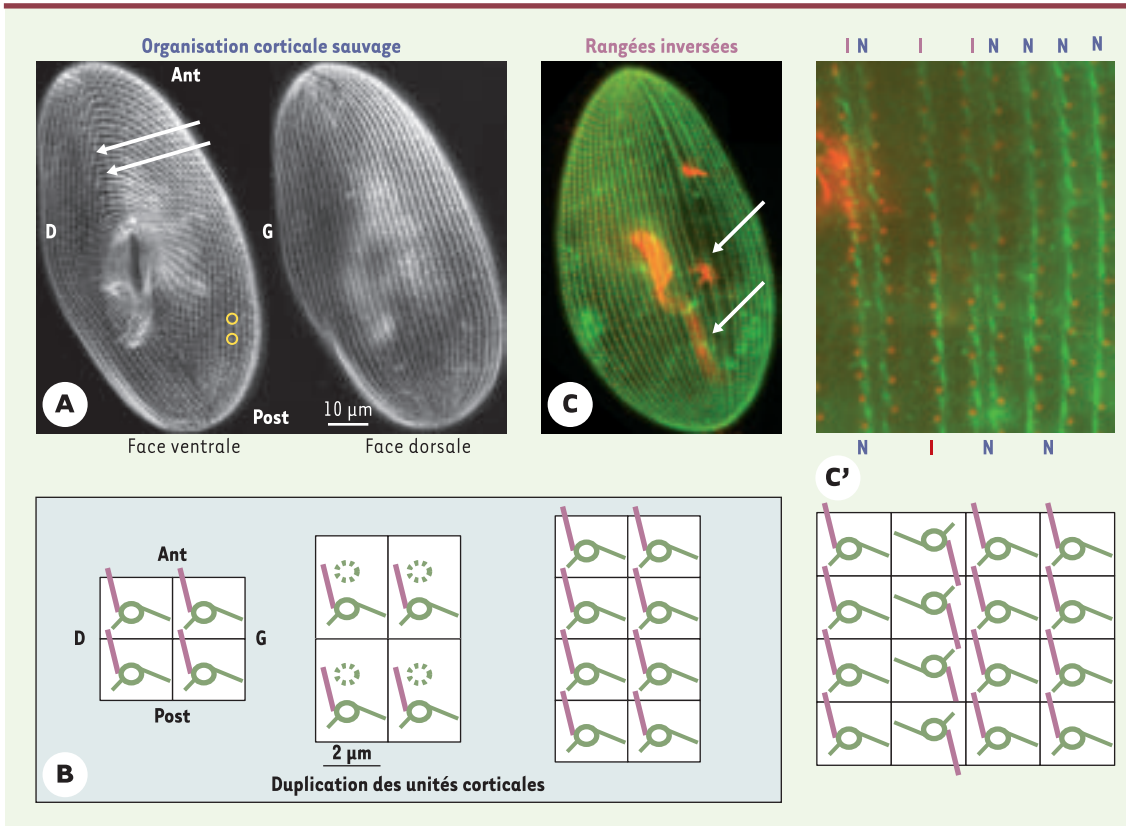 Organisation corticale sauvage
Rangées inversées
I N I I N N N N
Ant
D
G
A
Post
10 µm
C
Face ventrale
Face dorsale
N I N N
C’
Ant
D
G
Post
2 µm
B
Duplication des unités corticales